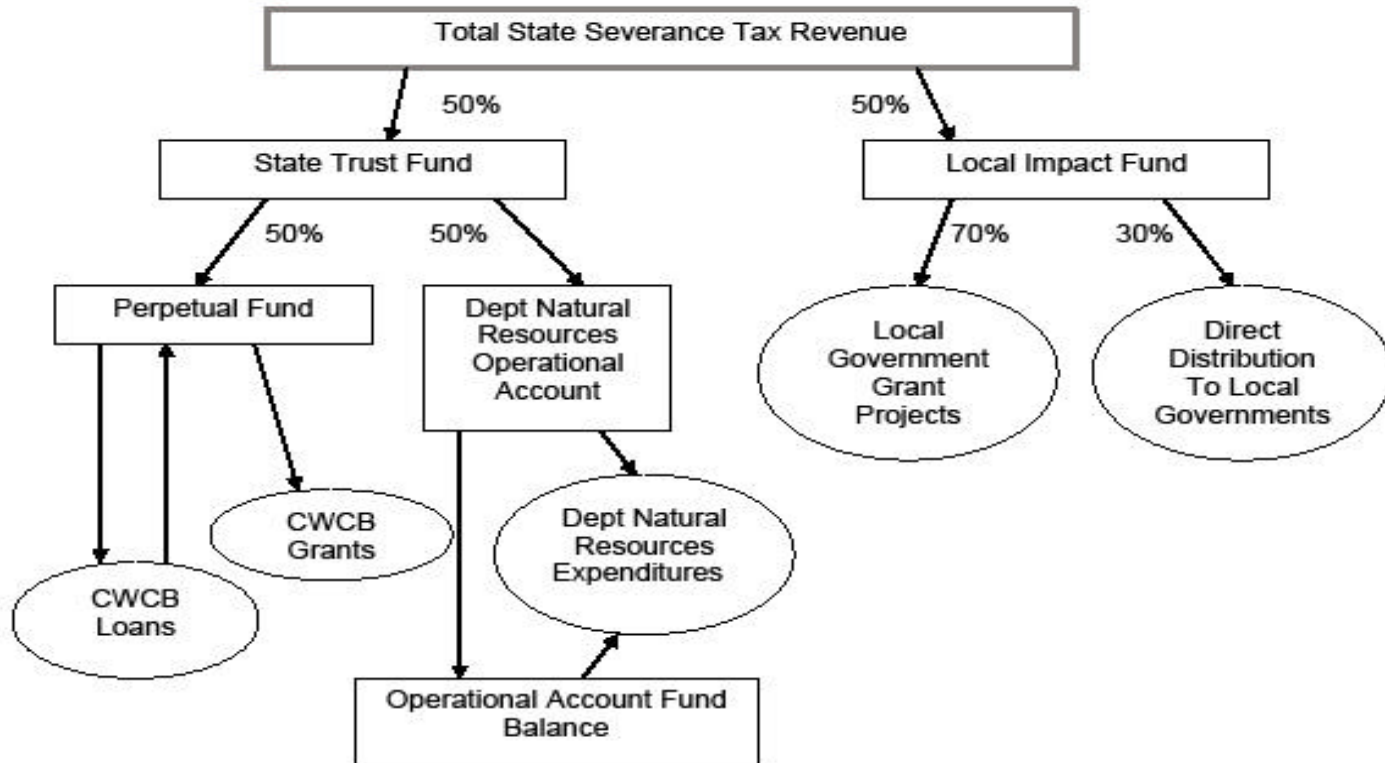 Total State Severance Tax Revenue
50%
50%
State Trust Fund
Local Impact Fund
50%
50%
70%
30%
Perpetual Fund
Dept Natural
Resources
Operational
Account
Local
Government
Grant
Projects
Direct
Distribution
To Local
Governments
CWCB
Grants
Dept Natural
Resources
Expenditures
CWCB
Loans
Operational Account Fund
Balance